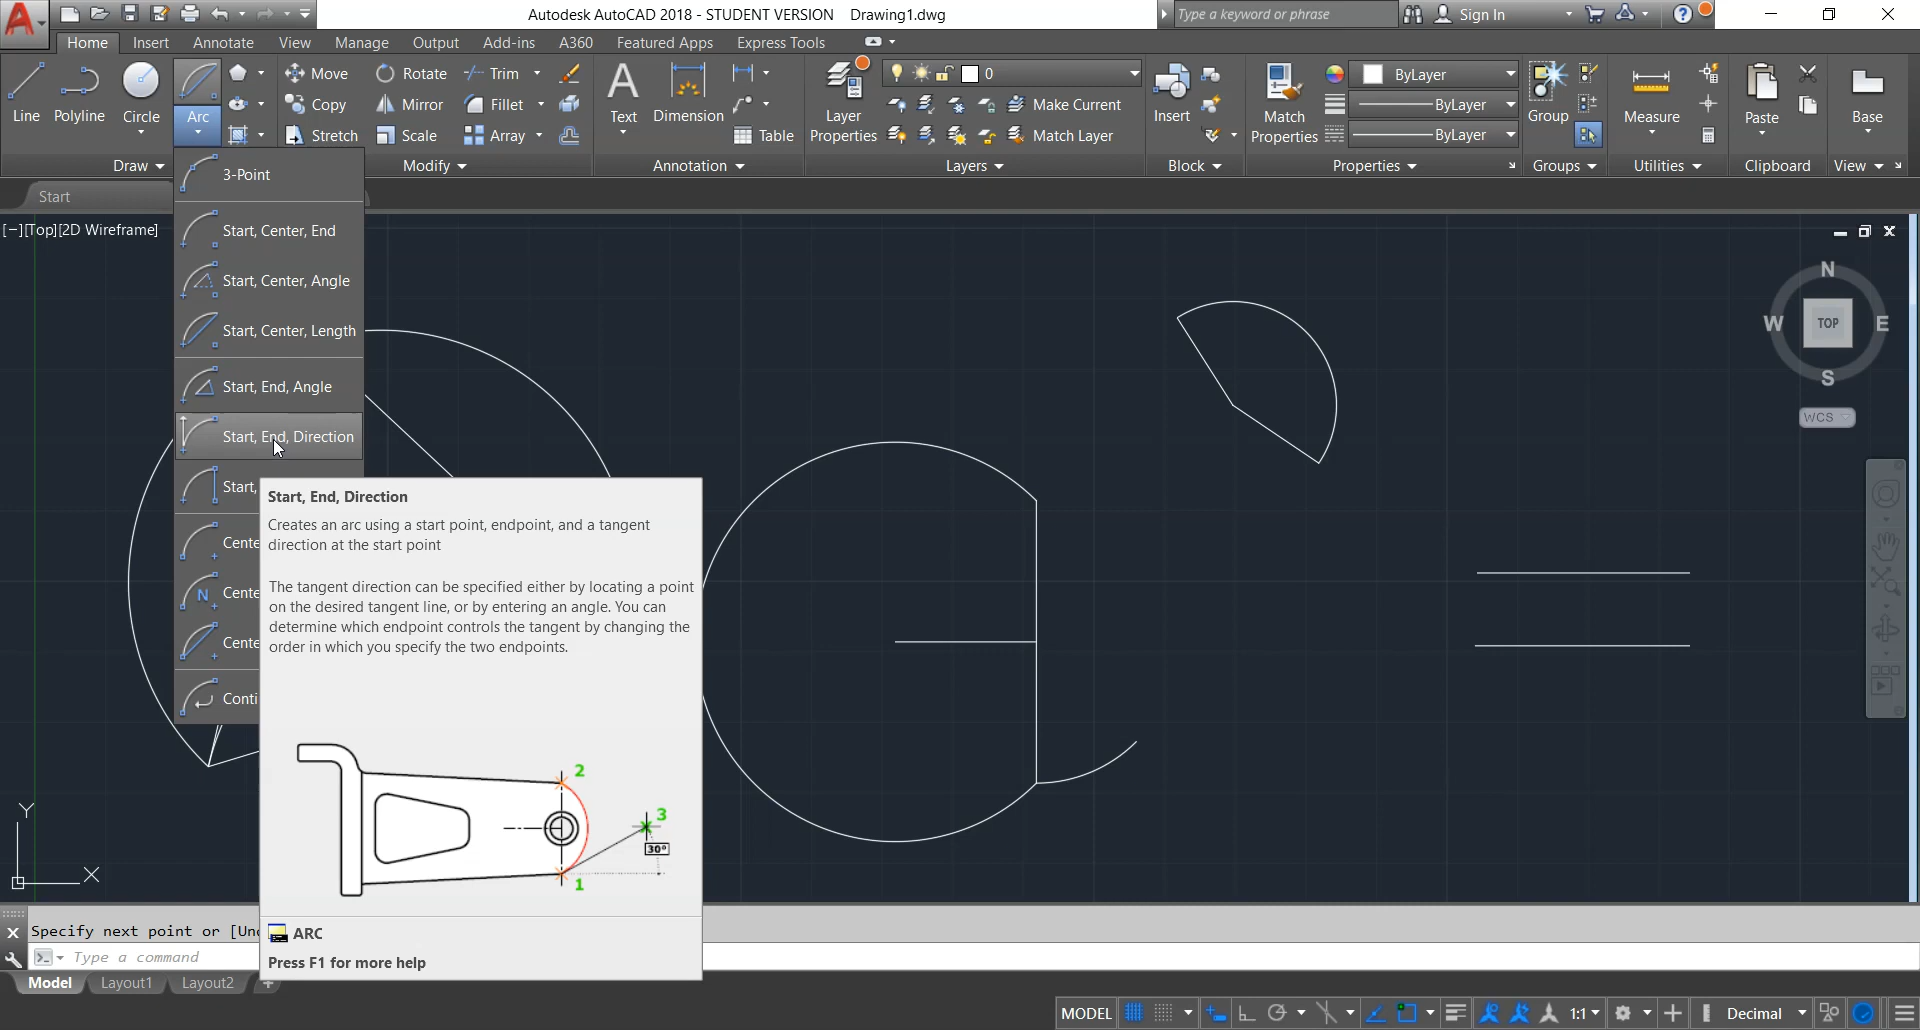 Autodesk AutoCAD 2018 - STUDENT VERSION Drawing1.dwg
Type a keyword or phrase
Sign In
Home Insert Annotate View Manage Output Add-ins A360 Featured Apps Express Tools
Line
Polyline
Circle
Arc
Move
Copy
Stretch
Rotate
Mirror
Scale
Trim
Fillet
Array
Text
Dimension
Table
Layer
Properties
0
Make Current
Match Layer
Insert
Match
Properties
ByLayer
ByLayer
ByLayer
Group
Measure
Paste
Base
Draw
Modify
Annotation
Layers
Block
Properties
Groups
Utilities
Clipboard
View
Start
[−][Top][2D Wireframe]
3-Point
Start, Center, End
Start, Center, Angle
Start, Center, Length
Start, End, Angle
Start, End, Direction
Start,
Cente
N Cente
Cente
Conti
Start, End, Direction
Creates an arc using a start point, endpoint, and a tangent
direction at the start point
The tangent direction can be specified either by locating a point
on the desired tangent line, or by entering an angle. You can
determine which endpoint controls the tangent by changing the
order in which you specify the two endpoints.
2
3
30°
1
ARC
Press F1 for more help
N
W TOP E
S
WCS
Y
X
Specify next point or [Und
Type a command
Model Layout1 Layout2 +
MODEL
1:1
Decimal